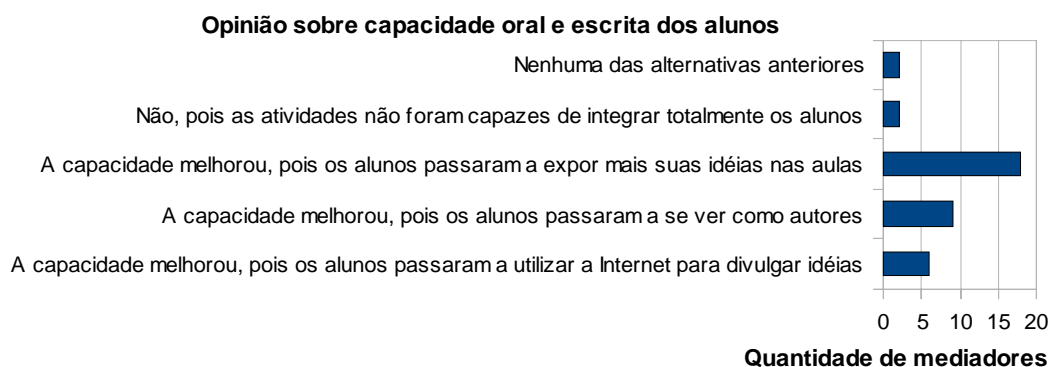 Opinião sobre capacidade oral e escrita dos alunos
Nenhuma das alternativas anteriores
Não, pois as atividades não foram capazes de integrar totalmente os alunos
A capacidade melhorou, pois os alunos passaram a expor mais suas idéias nas aulas
A capacidade melhorou, pois os alunos passaram a se ver como autores
A capacidade melhorou, pois os alunos passaram a utilizar a Internet para divulgar idéias
0 5 10 15 20
Quantidade de mediadores